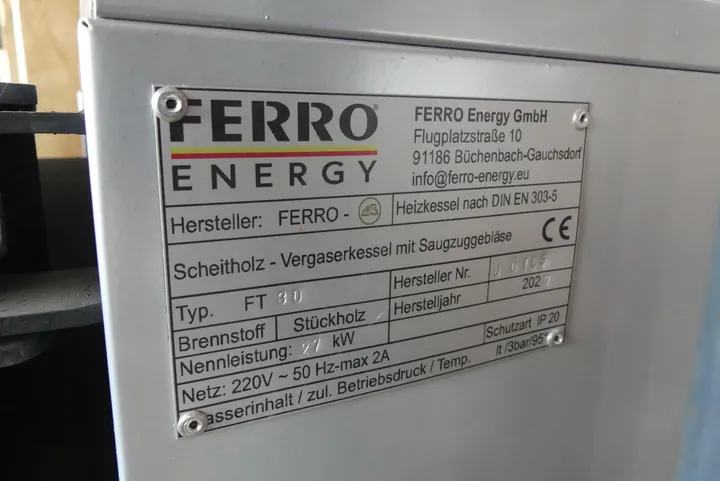 FERRO®
ENERGY
FERRO Energy GmbH
Flugplatzstraße 10
91186 Büchenbach-Gauchsdorf
info@ferro-energy.eu
Hersteller: FERRO -
Heizkessel nach DIN EN 303-5
Scheitholz - Vergaserkessel mit Saugzuggebläse
CE
Typ. FT 30
Hersteller Nr.
Brennstoff Stückholz
Herstelljahr
Nennleistung: 27 kW
Netz: 220V ~ 50 Hz-max 2A
Schutzart IP 20
asserinhalt / zul. Betriebsdruck / Temp.
lt /3bar/95